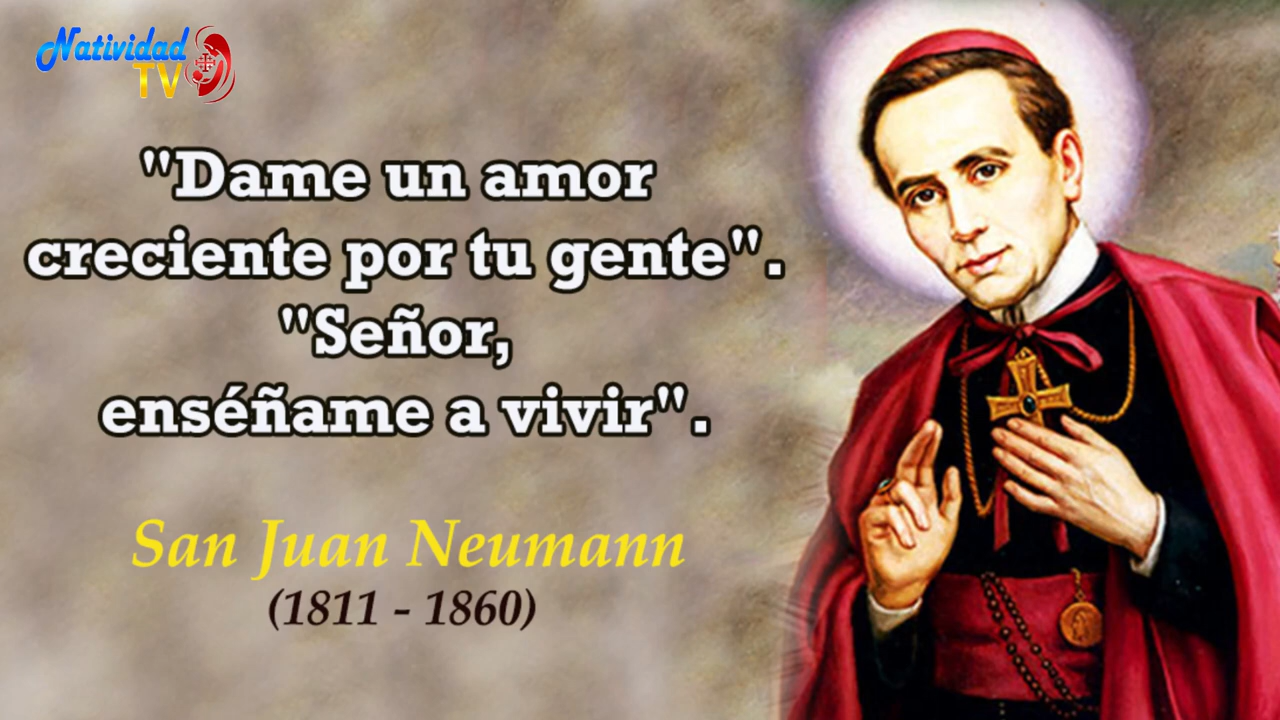 Natividad
TV
"Dame un amor
creciente por tu gente".
"Señor,
enséñame a vivir".
San Juan Neumann
(1811 - 1860)